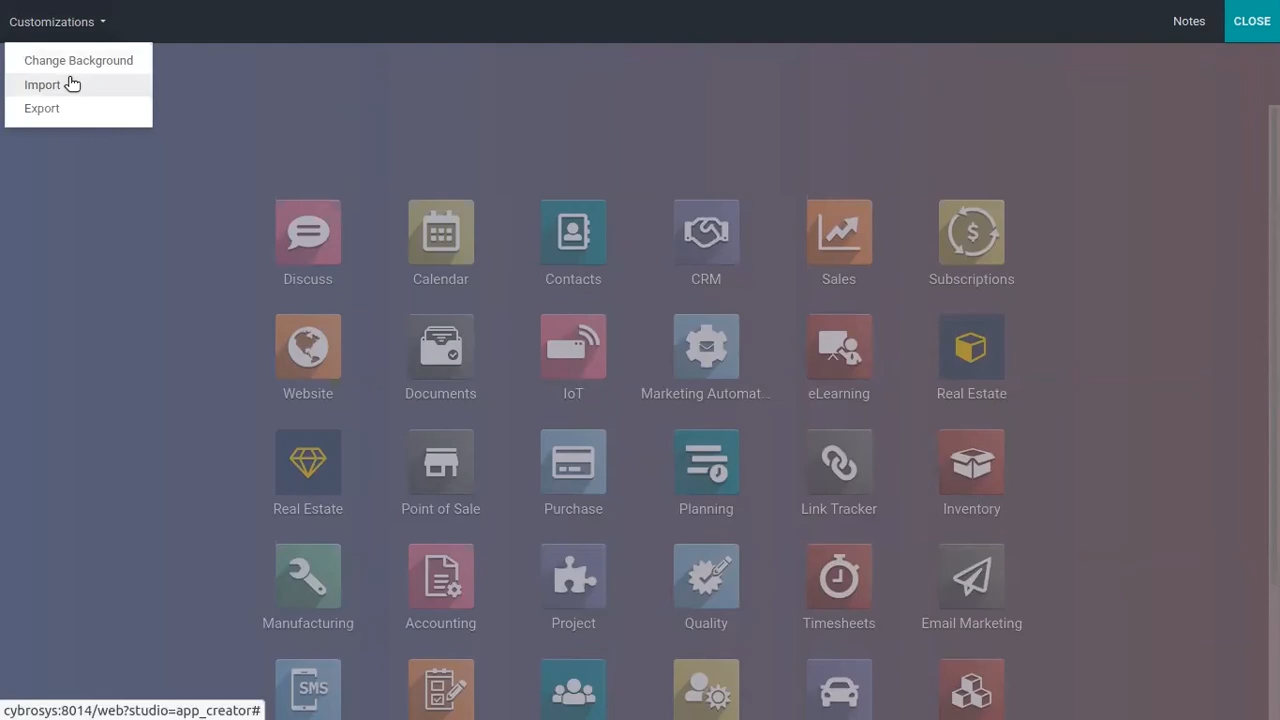 Customizations
Notes
CLOSE
Change Background
Import
Export
Discuss
Calendar
Contacts
CRM
Sales
Subscriptions
$
Website
Documents
IoT
Marketing Automat...
eLearning
Real Estate
Real Estate
Point of Sale
Purchase
Planning
Link Tracker
Inventory
Manufacturing
Accounting
Project
Quality
Timesheets
Email Marketing
SMS
cybrosys:8014/web?studio=app_creator#